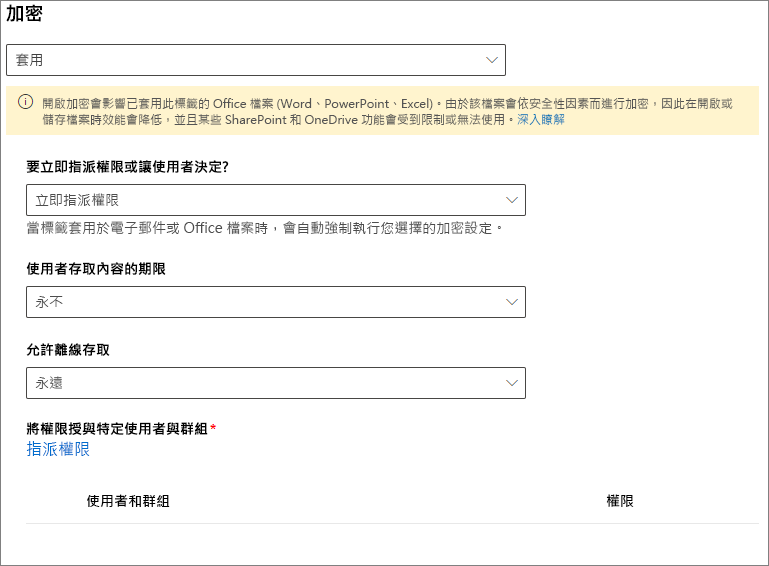 加密
套用
開啟加密會影響已套用此標籤的 Office 檔案 (Word、PowerPoint、Excel)。由於該檔案會依安全性因素而進行加密，因此在開啟或
儲存檔案時效能會降低，並且某些 SharePoint 和 OneDrive 功能會受到限制或無法使用。深入瞭解
要立即指派權限或讓使用者決定?
立即指派權限
當標籤套用於電子郵件或 Office 檔案時，會自動強制執行您選擇的加密設定。
使用者存取內容的期限
永不
允許離線存取
永遠
將權限授與特定使用者與群組*
指派權限
使用者和群組 權限